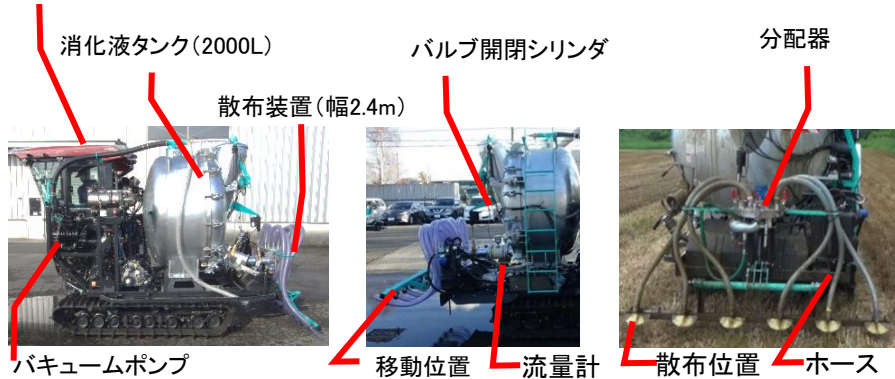 消化液タンク(2000L)
バルブ開閉シリンダ
分配器
散布装置(幅2.4m)
バキュームポンプ
移動位置
流量計
散布位置
ホース